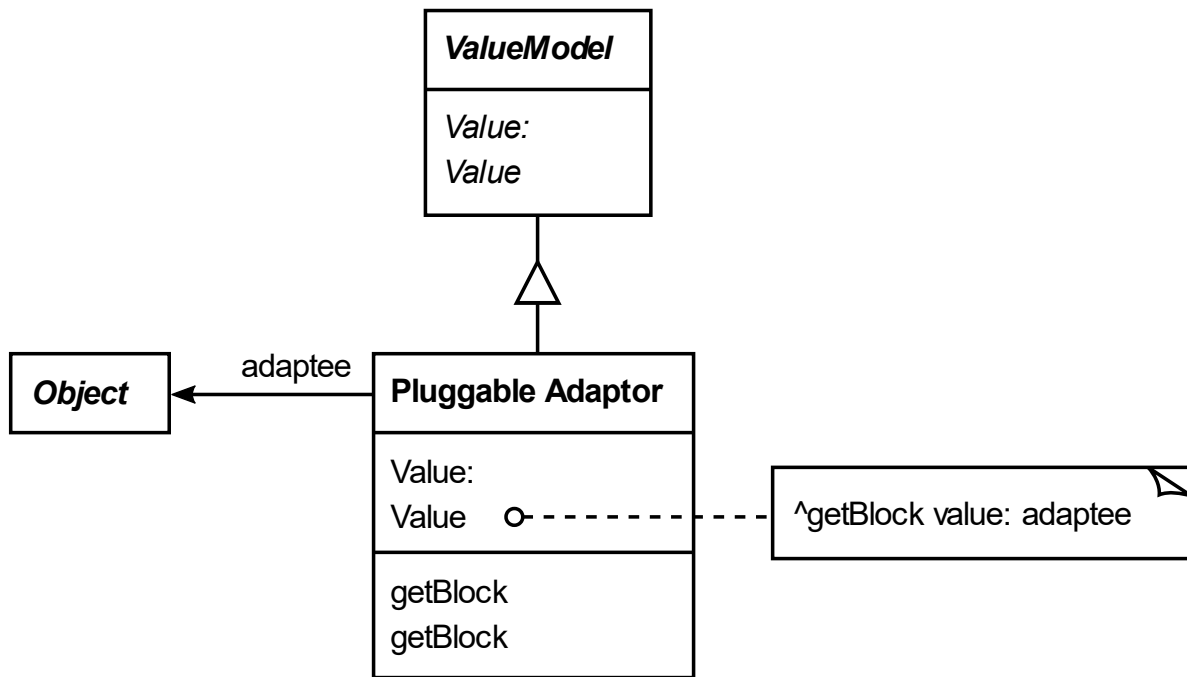 ValueModel
Value:
Value
adaptee
Object
Pluggable Adaptor
Value:
Value
^getBlock value: adaptee
getBlock
getBlock